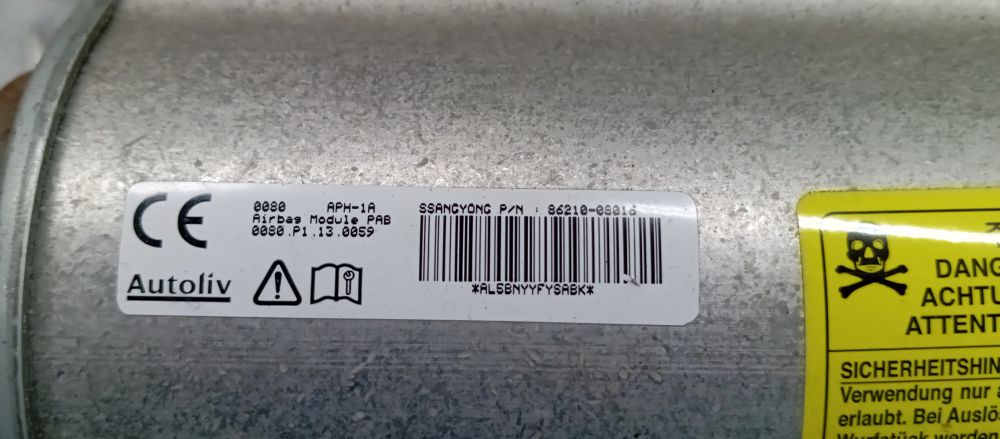 CE
0080 APH-1A
Airbag Module PAB
0080.P1.13.0059
Autoliv
SSANGYONG P/N : 86210-08016
*AL5BNYYFYSABK*
DANG
ACHTU
ATTENT
SICHERHEITSHIN
Verwendung nur a
erlaubt. Bei Auslö